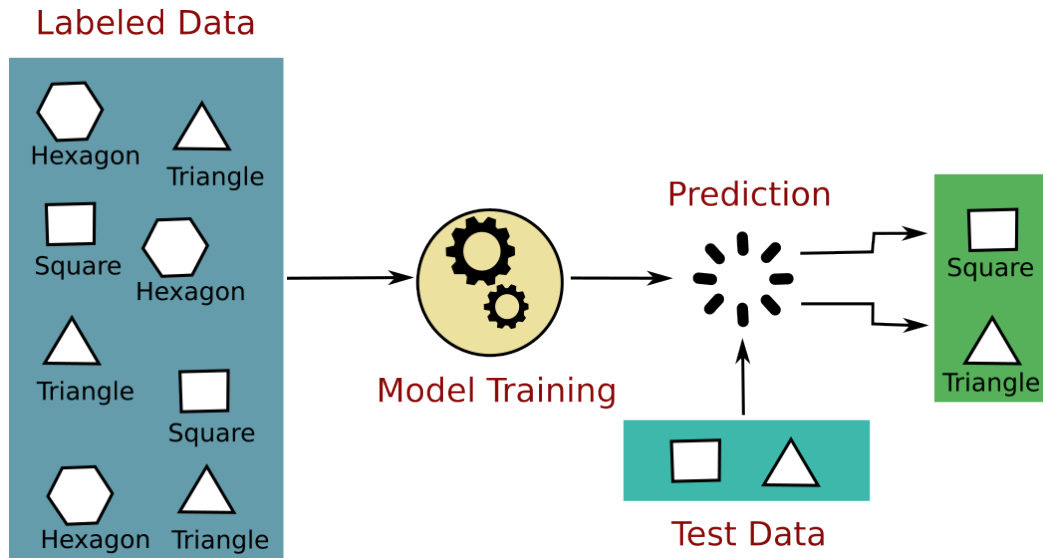 Labeled Data
Hexagon
Triangle
Square
Hexagon
Triangle
Square
Hexagon
Triangle
Model Training
Prediction
Test Data
Square
Triangle